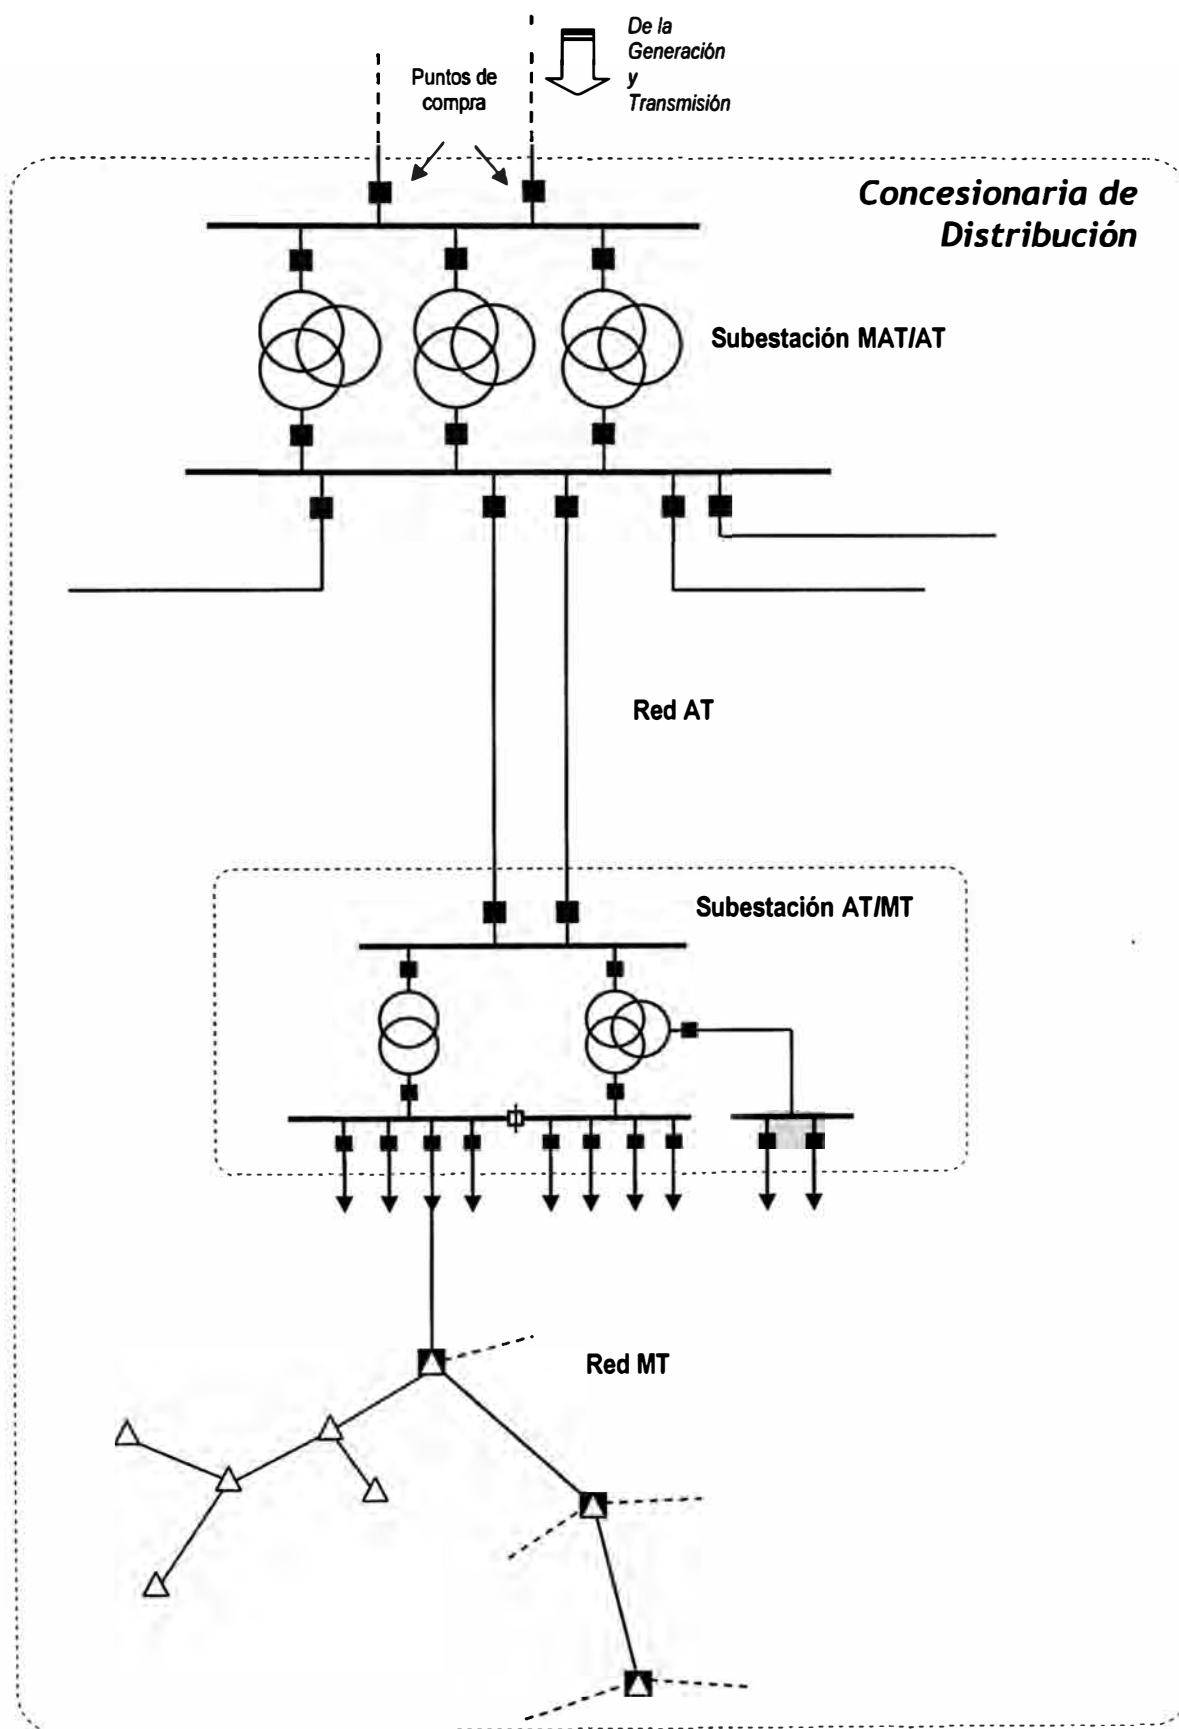 De la
Generación
y
Transmisión
Puntos de
compra
Concesionaria de
Distribución
Subestación MAT/AT
Red AT
Subestación AT/MT
Red MT